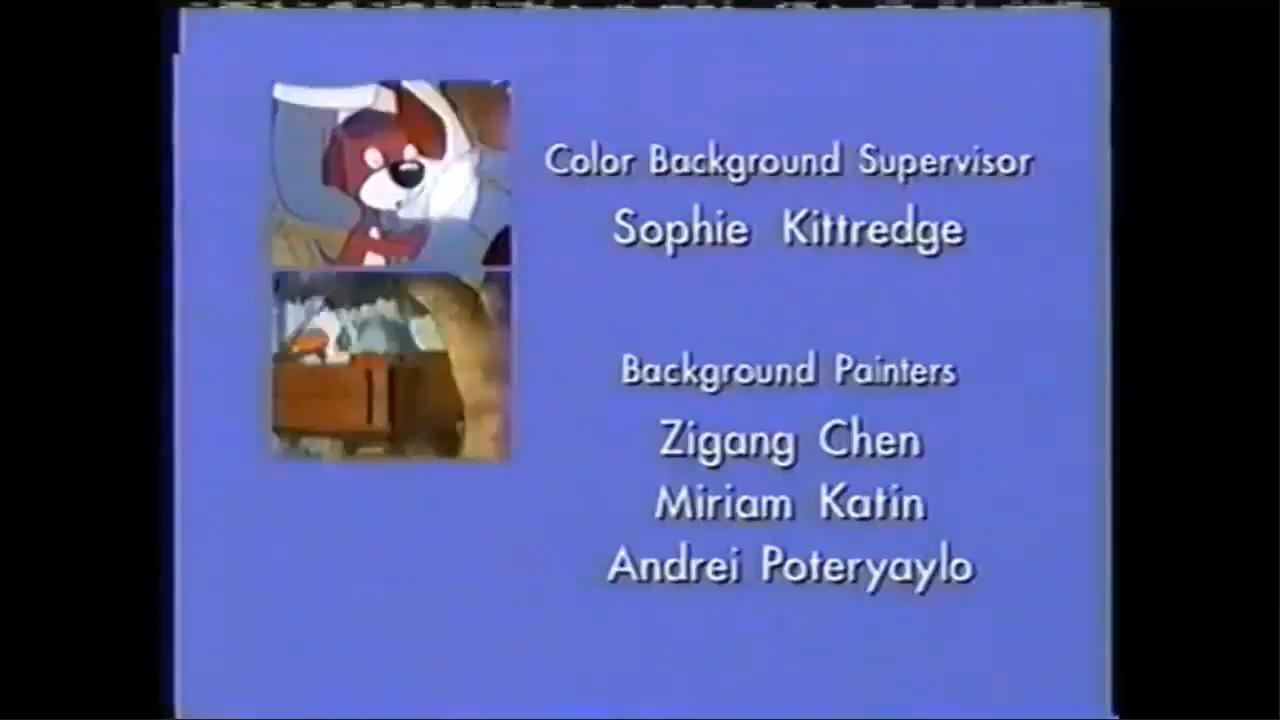 Color Background Supervisor
Sophie Kittredge
Background Painters
Zigang Chen
Miriam Katin
Andrei Poteryaylo